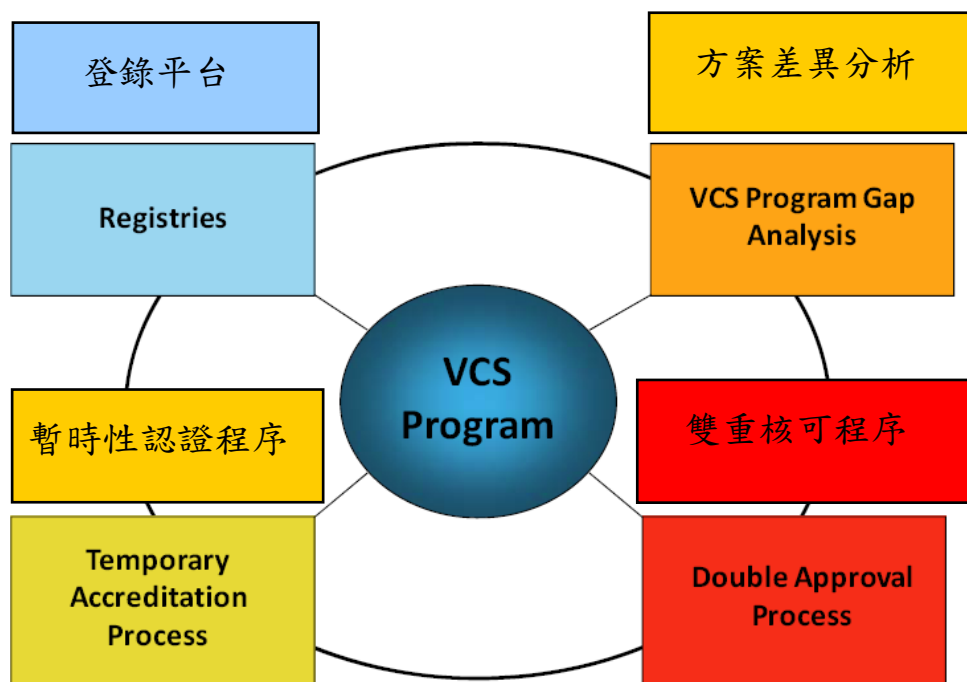 登錄平台
Registries
方案差異分析
VCS Program Gap
Analysis
VCS
Program
暫時性認證程序
Temporary
Accreditation
Process
雙重核可程序
Double Approval
Process